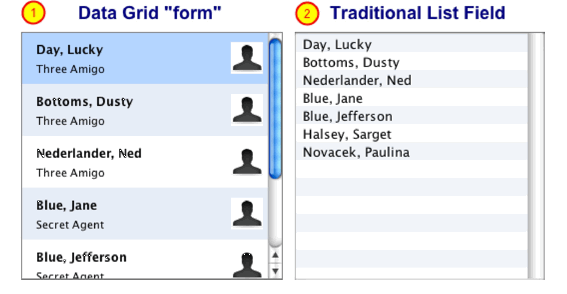 1 Data Grid "form"
Day, Lucky
Three Amigo
Bottoms, Dusty
Three Amigo
Nederlander, Ned
Three Amigo
Blue, Jane
Secret Agent
Blue, Jefferson
Secret Agent
2 Traditional List Field
Day, Lucky
Bottoms, Dusty
Nederlander, Ned
Blue, Jane
Blue, Jefferson
Halsey, Sarget
Novacek, Paulina